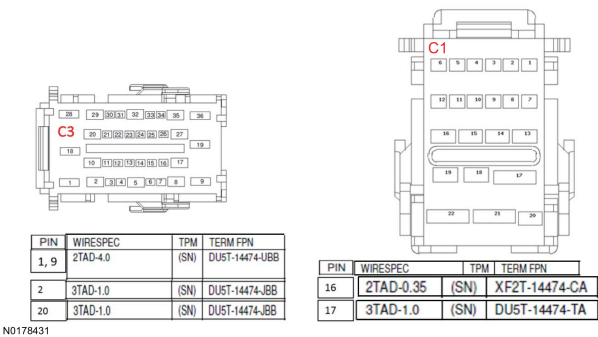 C1
6 5 4 3 2 1
12 11 10 9 8 7
16 15 14 13
19 18 17
22 21 20
C3
28 29 30 31 32 33 34 35 36
20 21 22 23 24 25 26 27
18 19
10 11 12 13 14 15 16 17
1 2 3 4 5 6 7 8 9
PIN WIRESPEC TPM TERM FPN
1, 9 2TAD-4.0 (SN) DU5T-14474-UBB
2 3TAD-1.0 (SN) DU5T-14474-JBB
20 3TAD-1.0 (SN) DU5T-14474-JBB
PIN WIRESPEC TPM TERM FPN
16 2TAD-0.35 (SN) XF2T-14474-CA
17 3TAD-1.0 (SN) DU5T-14474-TA
N0178431